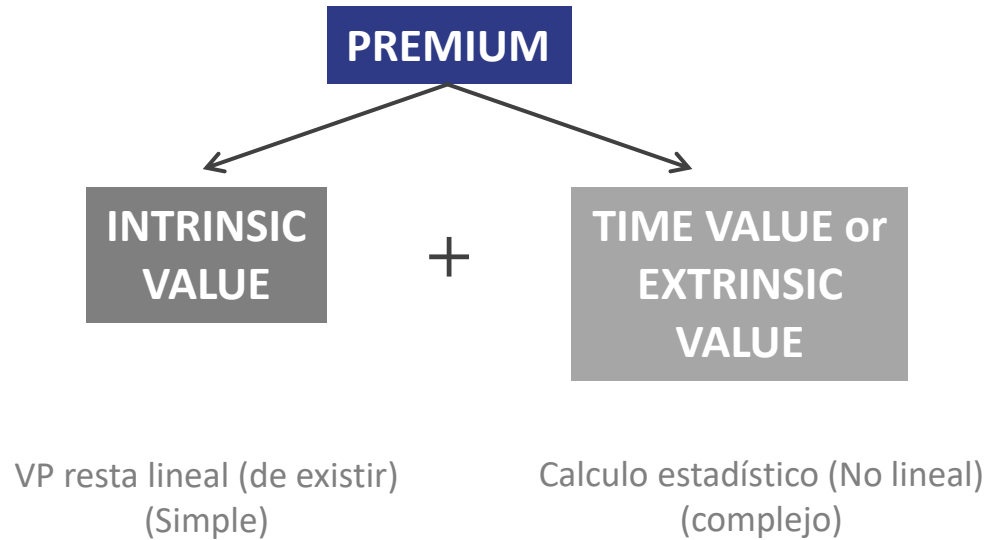 PREMIUM
INTRINSIC
VALUE
+
TIME VALUE or
EXTRINSIC
VALUE
VP resta lineal (de existir)
(Simple)
Calculo estadístico (No lineal)
(complejo)